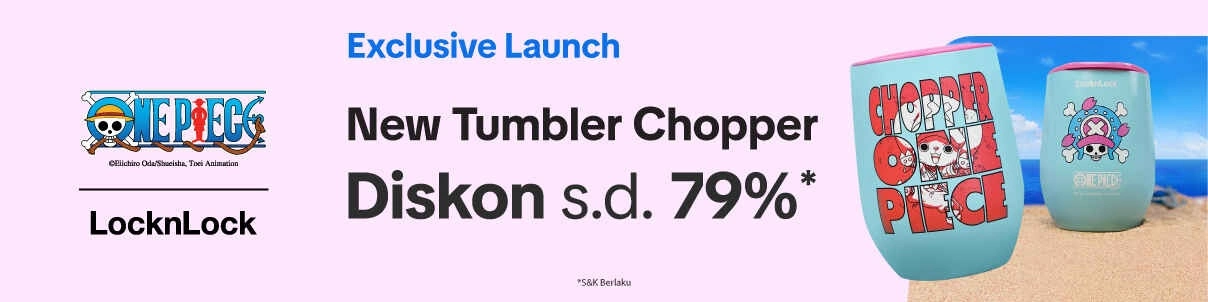 ONE PIECE
©Eiichiro Oda/Shueisha, Toei Animation
LocknLock
Exclusive Launch
New Tumbler Chopper
Diskon s.d. 79%*
*S&K Berlaku
CHOPPER
ONE
PIECE
LocknLock
ONE PIECE